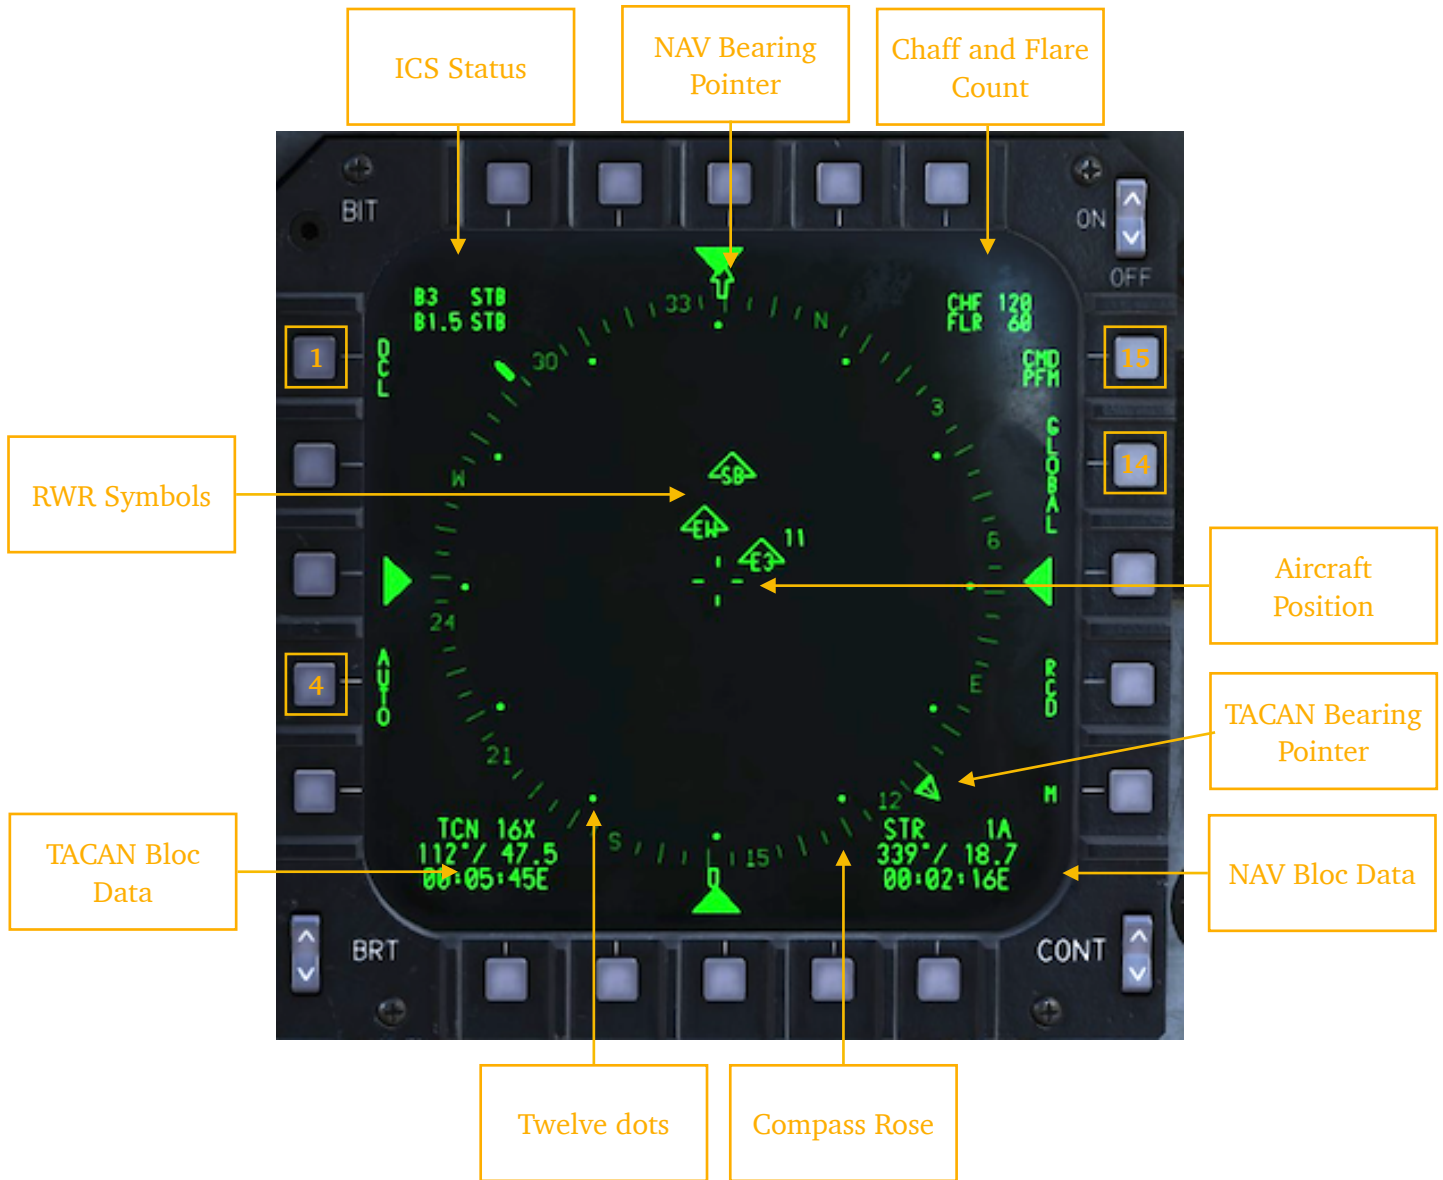 ICS Status
NAV Bearing
Pointer
Chaff and Flare
Count
BIT
ON
OFF
B3 STB
B1.5 STB
CHF 120
FLR 60
33
N
30
3
W
6
24
E
21
12
S
15
1
DCL
CMD
PFM
15
GLOBAL
14
RWR Symbols
SB
EW
E3
11
Aircraft
Position
4
AUTO
RCD
TACAN Bearing
Pointer
M
TACAN Bloc
Data
TCN 16X
112°/ 47.5
00:05:45E
STR 1A
339°/ 18.7
00:02:16E
NAV Bloc Data
BRT
CONT
Twelve dots
Compass Rose